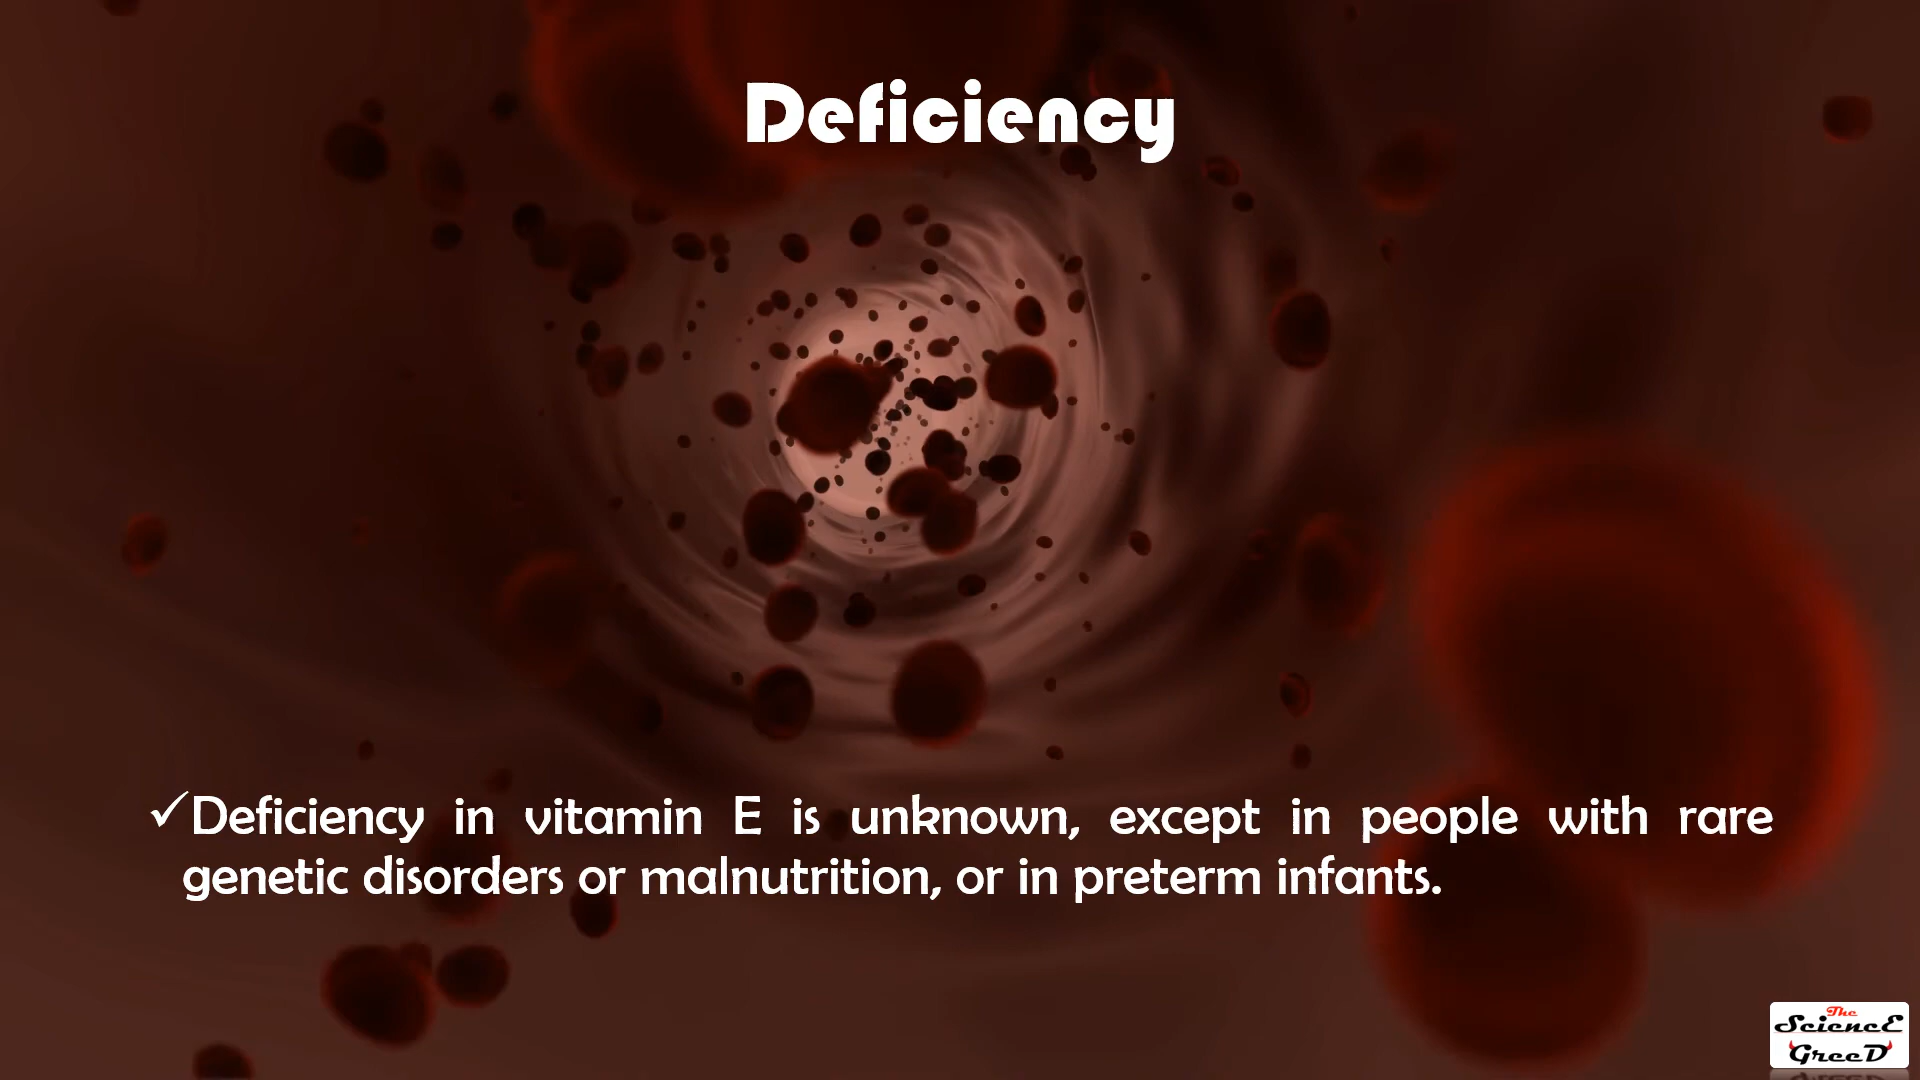 Deficiency
✓Deficiency in vitamin E is unknown, except in people with rare
genetic disorders or malnutrition, or in preterm infants.
The
SciencE
GreeD